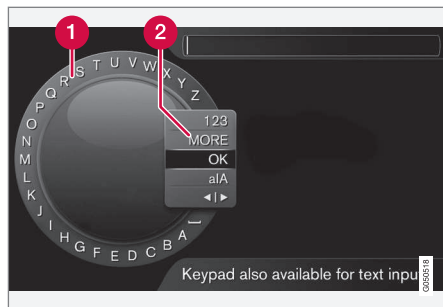 1
2
A B C D E F G H I J K L M N O P Q R S T U V W X Y Z
123
MORE
OK
a|A
◄|►
Keypad also available for text input
G050518